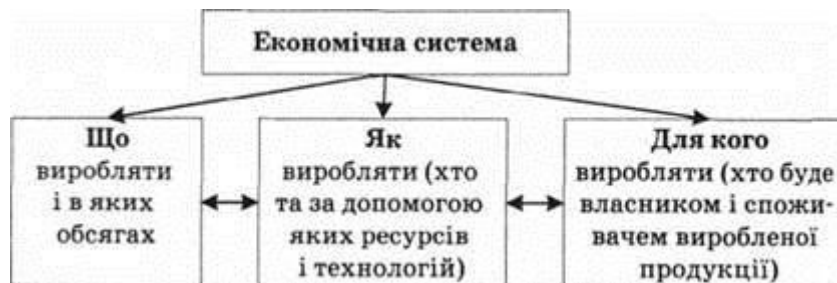 Економічна система
Що
виробляти
і в яких
обсягах
Як
виробляти (хто
та за допомогою
яких ресурсів
і технологій)
Для кого
виробляти (хто буде
власником і спожи-
вачем виробленої
продукції)